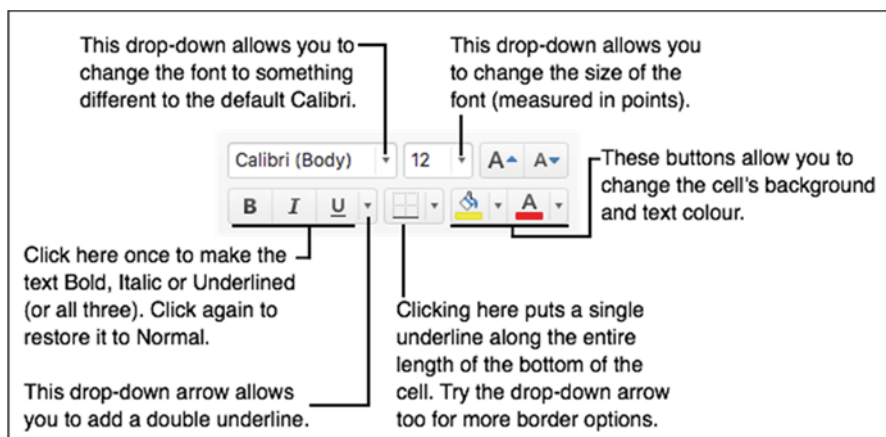 This drop-down allows you to
change the font to something
different to the default Calibri.
This drop-down allows you
to change the size of the
font (measured in points).
Calibri (Body)
12
A
A
These buttons allow you to
change the cell's background
and text colour.
B
I
U
A
Click here once to make the
text Bold, Italic or Underlined
(or all three). Click again to
restore it to Normal.
Clicking here puts a single
underline along the entire
length of the bottom of the
cell. Try the drop-down arrow
too for more border options.
This drop-down arrow allows
you to add a double underline.